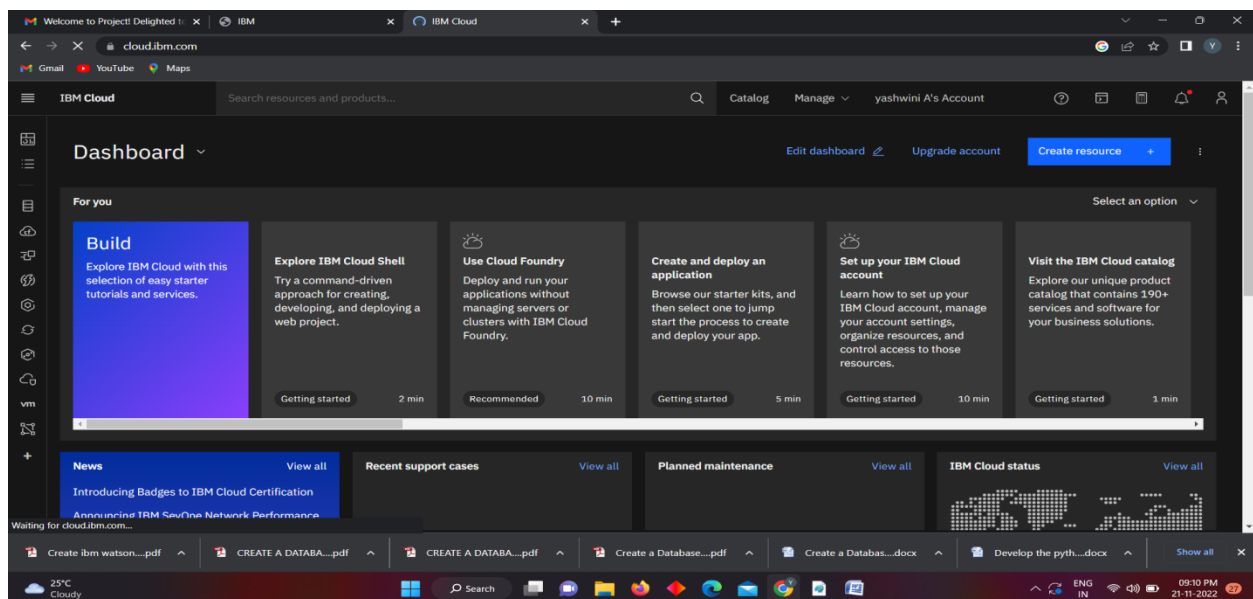 Welcome to Project! Delighted t
IBM
IBM Cloud
cloud.ibm.com
Y
Gmail
YouTube
Maps
IBM Cloud
Search resources and products...
Catalog
Manage
yashwini A's Account
Dashboard
Edit dashboard
Upgrade account
Create resource +
For you
Select an option
Build
Explore IBM Cloud with this
selection of easy starter
tutorials and services.
Explore IBM Cloud Shell
Try a command-driven
approach for creating,
developing, and deploying a
web project.
Getting started
2 min
Use Cloud Foundry
Deploy and run your
applications without
managing servers or
clusters with IBM Cloud
Foundry.
Recommended
10 min
Create and deploy an
application
Browse our starter kits, and
then select one to jump
start the process to create
and deploy your app.
Getting started
5 min
Set up your IBM Cloud
account
Learn how to set up your
IBM Cloud account, manage
your account settings,
organize resources, and
control access to those
resources.
Getting started
10 min
Visit the IBM Cloud catalog
Explore our unique product
catalog that contains 190+
services and software for
your business solutions.
Getting started
1 min
vm
News
View all
Introducing Badges to IBM Cloud Certification
Announcing IBM SevOne Network Performance
Recent support cases
View all
Planned maintenance
View all
IBM Cloud status
View all
Waiting for cloud.ibm.com...
Create ibm watson....pdf
CREATE A DATABA....pdf
CREATE A DATABA....pdf
Create a Database....pdf
Create a Databas....docx
Develop the pyth....docx
Show all
25°C
Cloudy
Search
ENG
IN
09:10 PM
21-11-2022
27